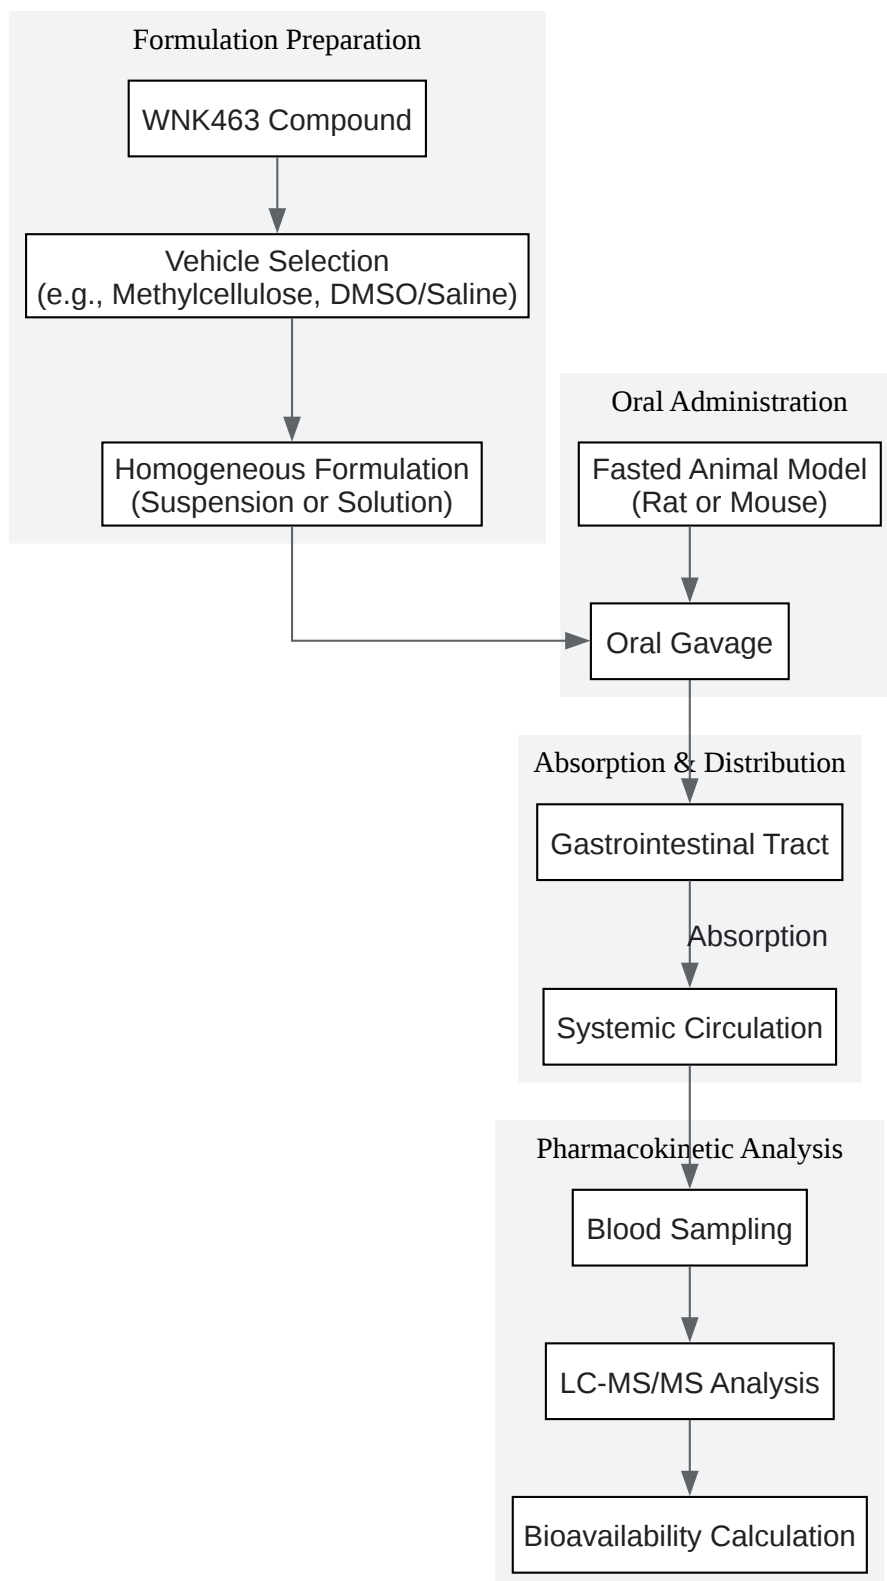 Formulation Preparation
WNK463 Compound
Vehicle Selection
(e.g., Methylcellulose, DMSO/Saline)
Homogeneous Formulation
(Suspension or Solution)
Oral Administration
Fasted Animal Model
(Rat or Mouse)
Oral Gavage
Absorption & Distribution
Gastrointestinal Tract
Absorption
Systemic Circulation
Pharmacokinetic Analysis
Blood Sampling
LC-MS/MS Analysis
Bioavailability Calculation